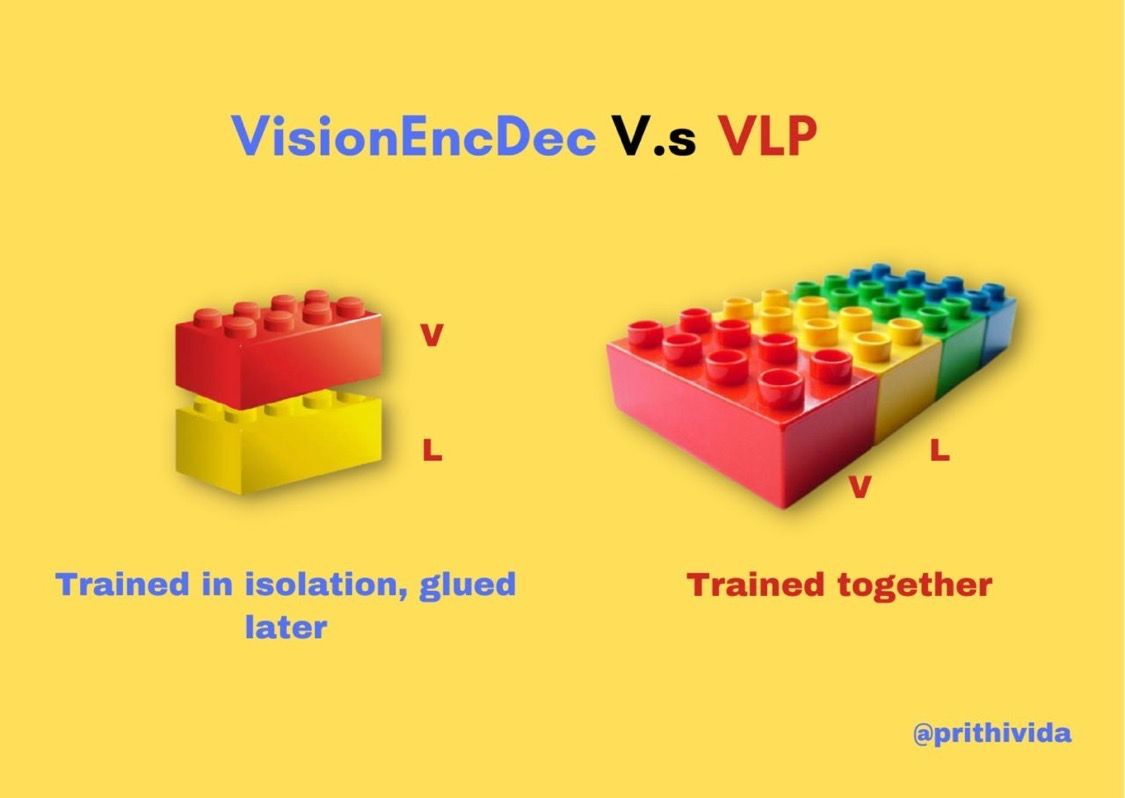 VisionEncDec V.s VLP
V
L
L
V
Trained in isolation, glued
later
Trained together
@prithivida